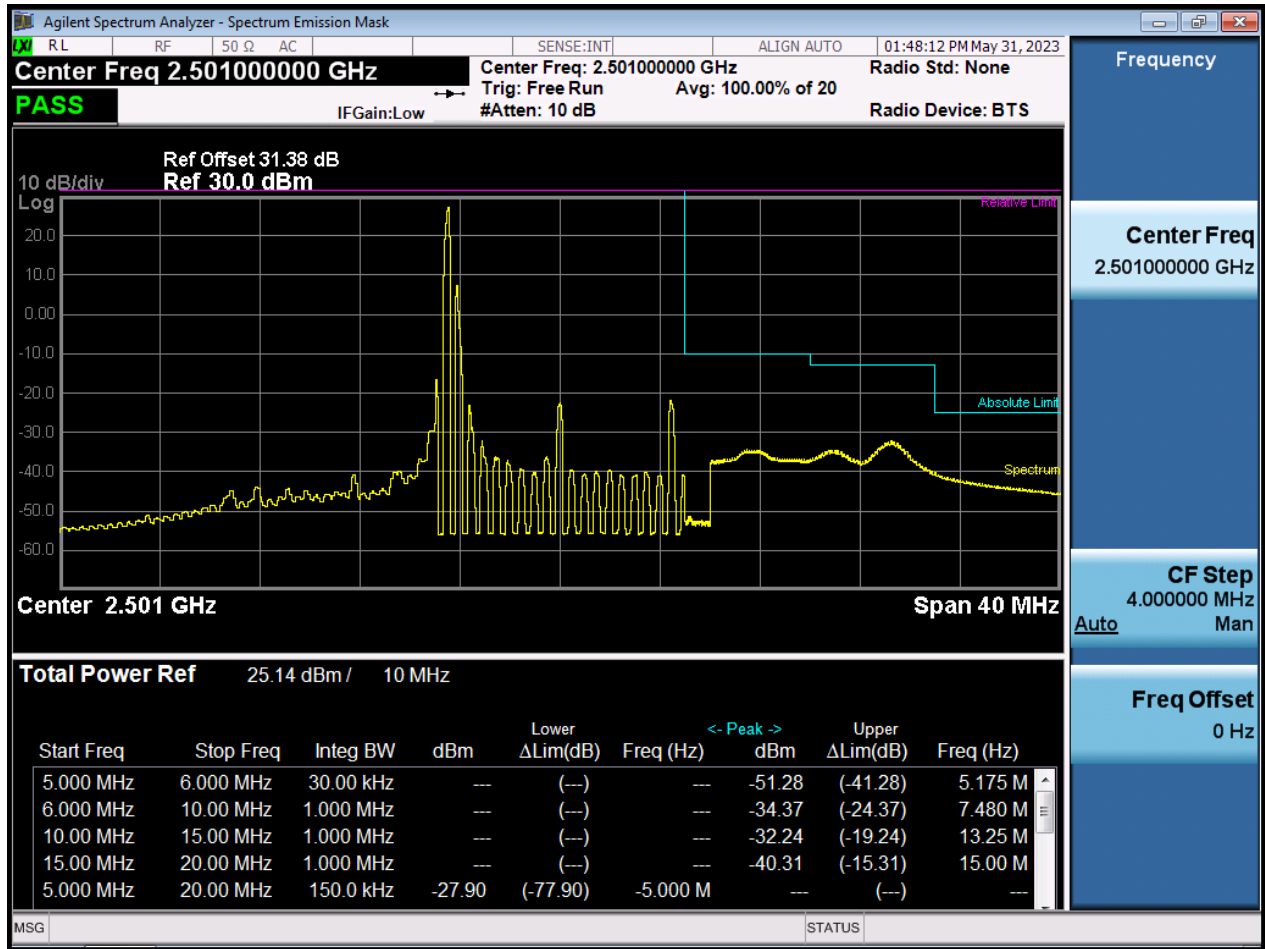 Agilent Spectrum Analyzer - Spectrum Emission Mask
LXI RL RF 50 Ω AC SENSE:INT ALIGN AUTO 01:48:12 PM May 31, 2023
Center Freq 2.501000000 GHz Center Freq: 2.501000000 GHz Radio Std: None
Trig: Free Run Avg: 100.00% of 20
PASS IFGain:Low #Atten: 10 dB Radio Device: BTS
Ref Offset 31.38 dB
10 dB/div Ref 30.0 dBm
Log
Relative Limit
20.0
10.0
0.00
-10.0
-20.0
Absolute Limit
-30.0
-40.0
Spectrum
-50.0
-60.0
Center 2.501 GHz Span 40 MHz
Total Power Ref 25.14 dBm / 10 MHz
Lower <- Peak -> Upper
Start Freq Stop Freq Integ BW dBm ΔLim(dB) Freq (Hz) dBm ΔLim(dB) Freq (Hz)
5.000 MHz 6.000 MHz 30.00 kHz --- (---) --- -51.28 (-41.28) 5.175 M
6.000 MHz 10.00 MHz 1.000 MHz --- (---) --- -34.37 (-24.37) 7.480 M
10.00 MHz 15.00 MHz 1.000 MHz --- (---) --- -32.24 (-19.24) 13.25 M
15.00 MHz 20.00 MHz 1.000 MHz --- (---) --- -40.31 (-15.31) 15.00 M
5.000 MHz 20.00 MHz 150.0 kHz -27.90 (-77.90) -5.000 M --- (---) ---
MSG STATUS
Frequency
Center Freq
2.501000000 GHz
CF Step
4.000000 MHz
Auto Man
Freq Offset
0 Hz